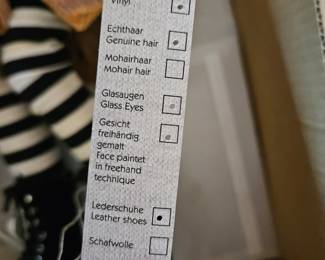 Vinyl
Echthaar
Genuine hair
Mohairhaar
Mohair hair
Glasaugen
Glass Eyes
Gesicht
freihändig
gemalt
Face paintet
in freehand
technique
Lederschuhe
Leather shoes
Schafwolle